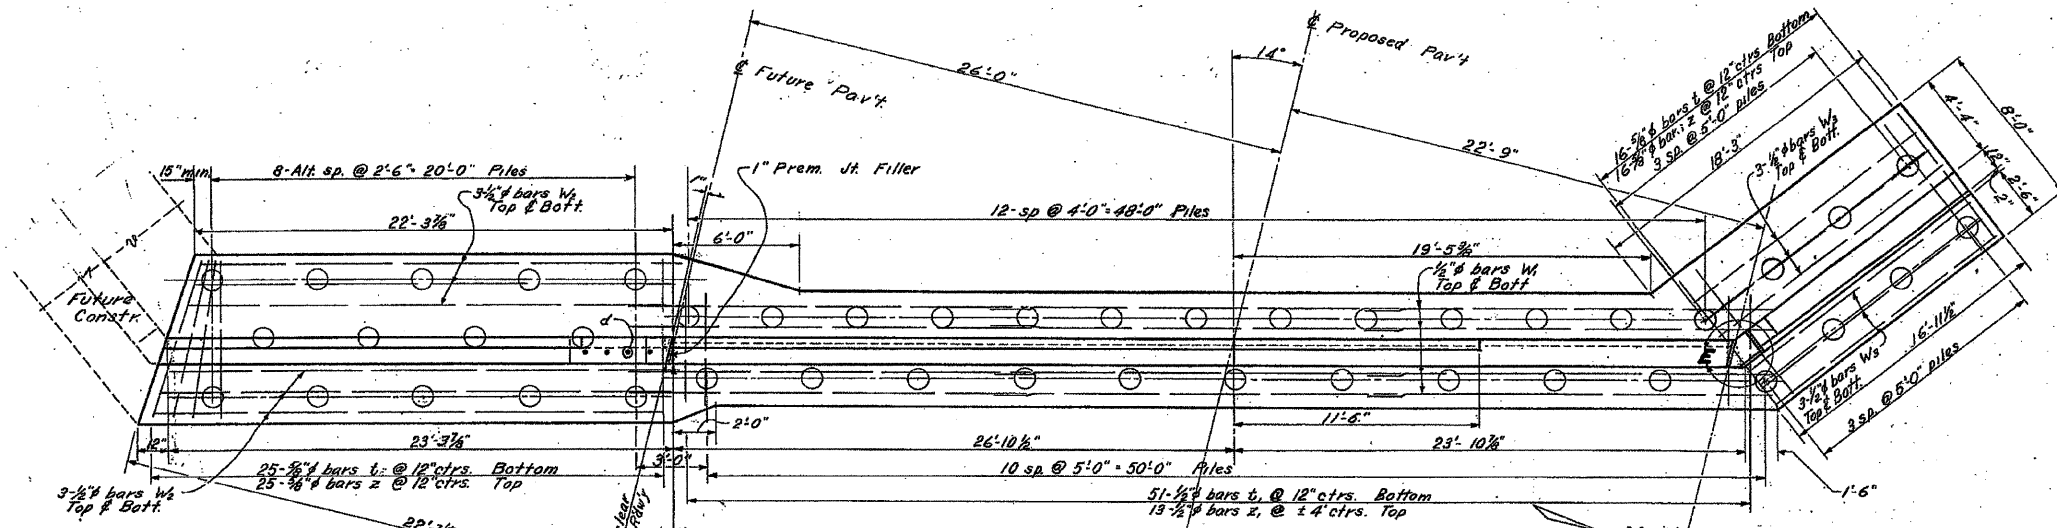 ℄ Future Pav't.
26'-0"
14°
℄ Proposed Pav't
22'-9"
16-5/8"φ bars t @ 12" ctrs Bottom
16-5/8"φ bars z @ 12" ctrs Top
3 sp. @ 5'-0" piles
18'-3"
3-1/2"φ bars W3
Top & Bott.
4'-4"
8'-0"
12"
2'-6"
2"
15" min.
8-Alt. sp. @ 2'-6" = 20'-0" Piles
3-1/2"φ bars W2
Top & Bott.
22'-3 7/8"
1"
1" Prem. Jt. Filler
12-sp @ 4'-0" = 48'-0" Piles
6'-0"
19'-5 3/8"
1/2"φ bars W1
Top & Bott
v
Future
Constr.
d
E
16'-11 1/2"
3-1/2"φ bars W3
Top & Bott.
3 sp. @ 5'-0" piles
2'-0"
11'-6"
12"
23'-3 7/8"
26'-10 1/2"
23'-10 7/8"
25-5/8"φ bars t @ 12" ctrs. Bottom
25-5/8"φ bars z @ 12" ctrs. Top
3'-0"
10 sp. @ 5'-0" = 50'-0" Piles
3-1/2"φ bars W2
Top & Bott.
51-1/2"φ bars t, @ 12" ctrs. Bottom
13-1/2"φ bars z, @ ± 4' ctrs. Top
1'-6"
Rdw'y